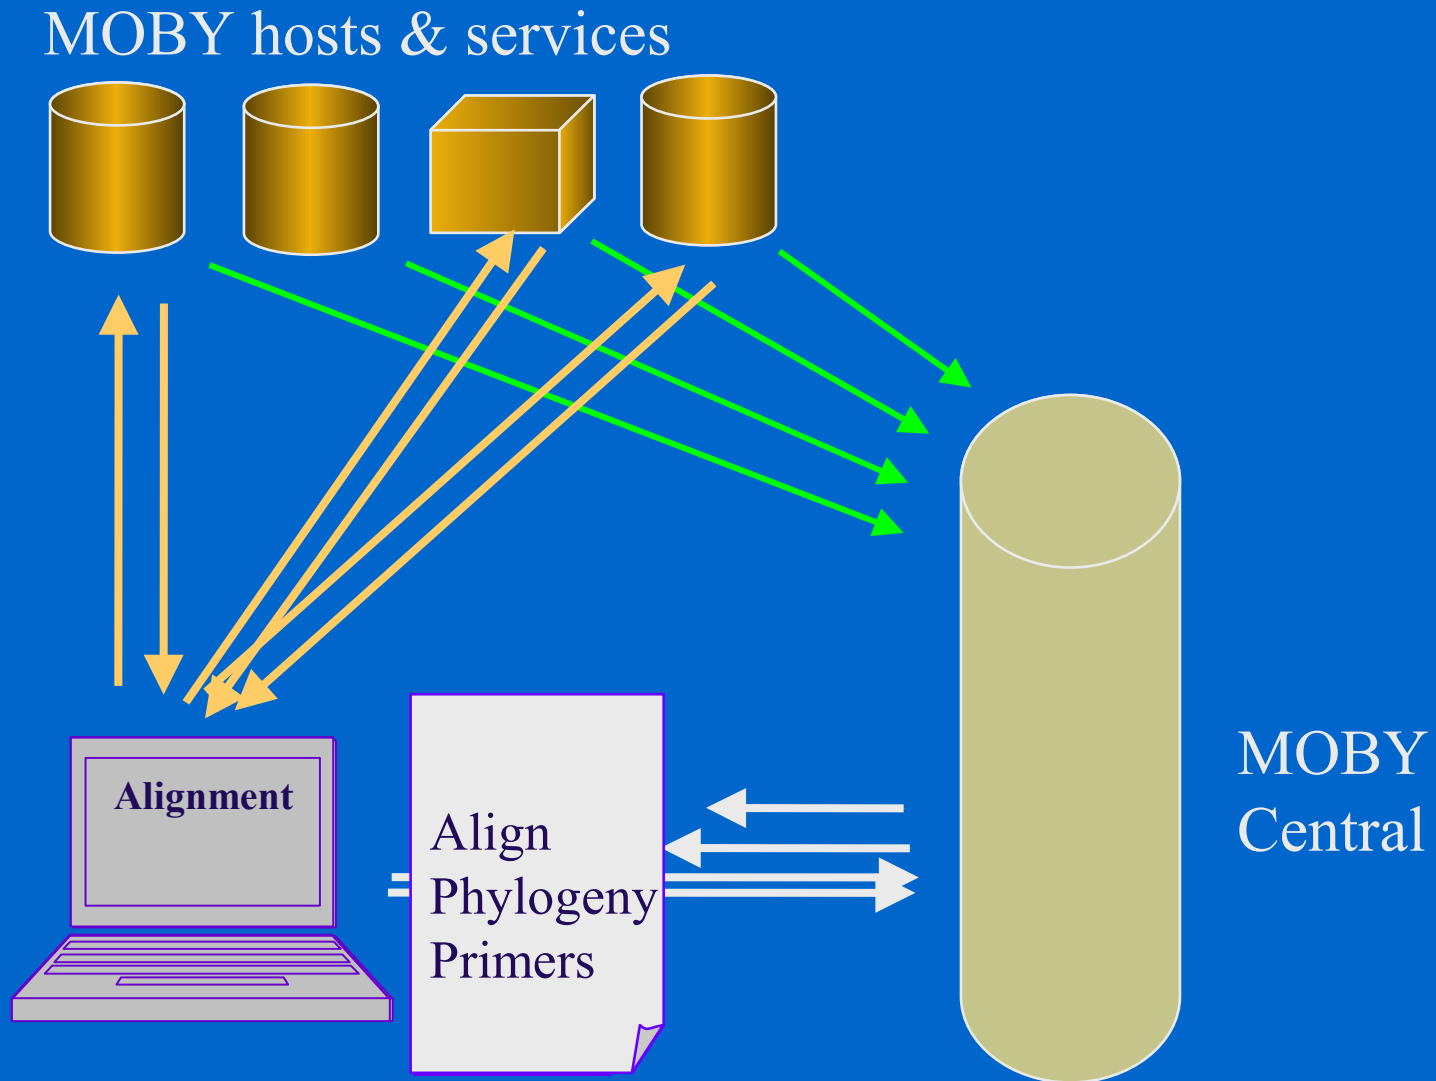 MOBY hosts & services
Alignment
Align
Phylogeny
Primers
MOBY
Central